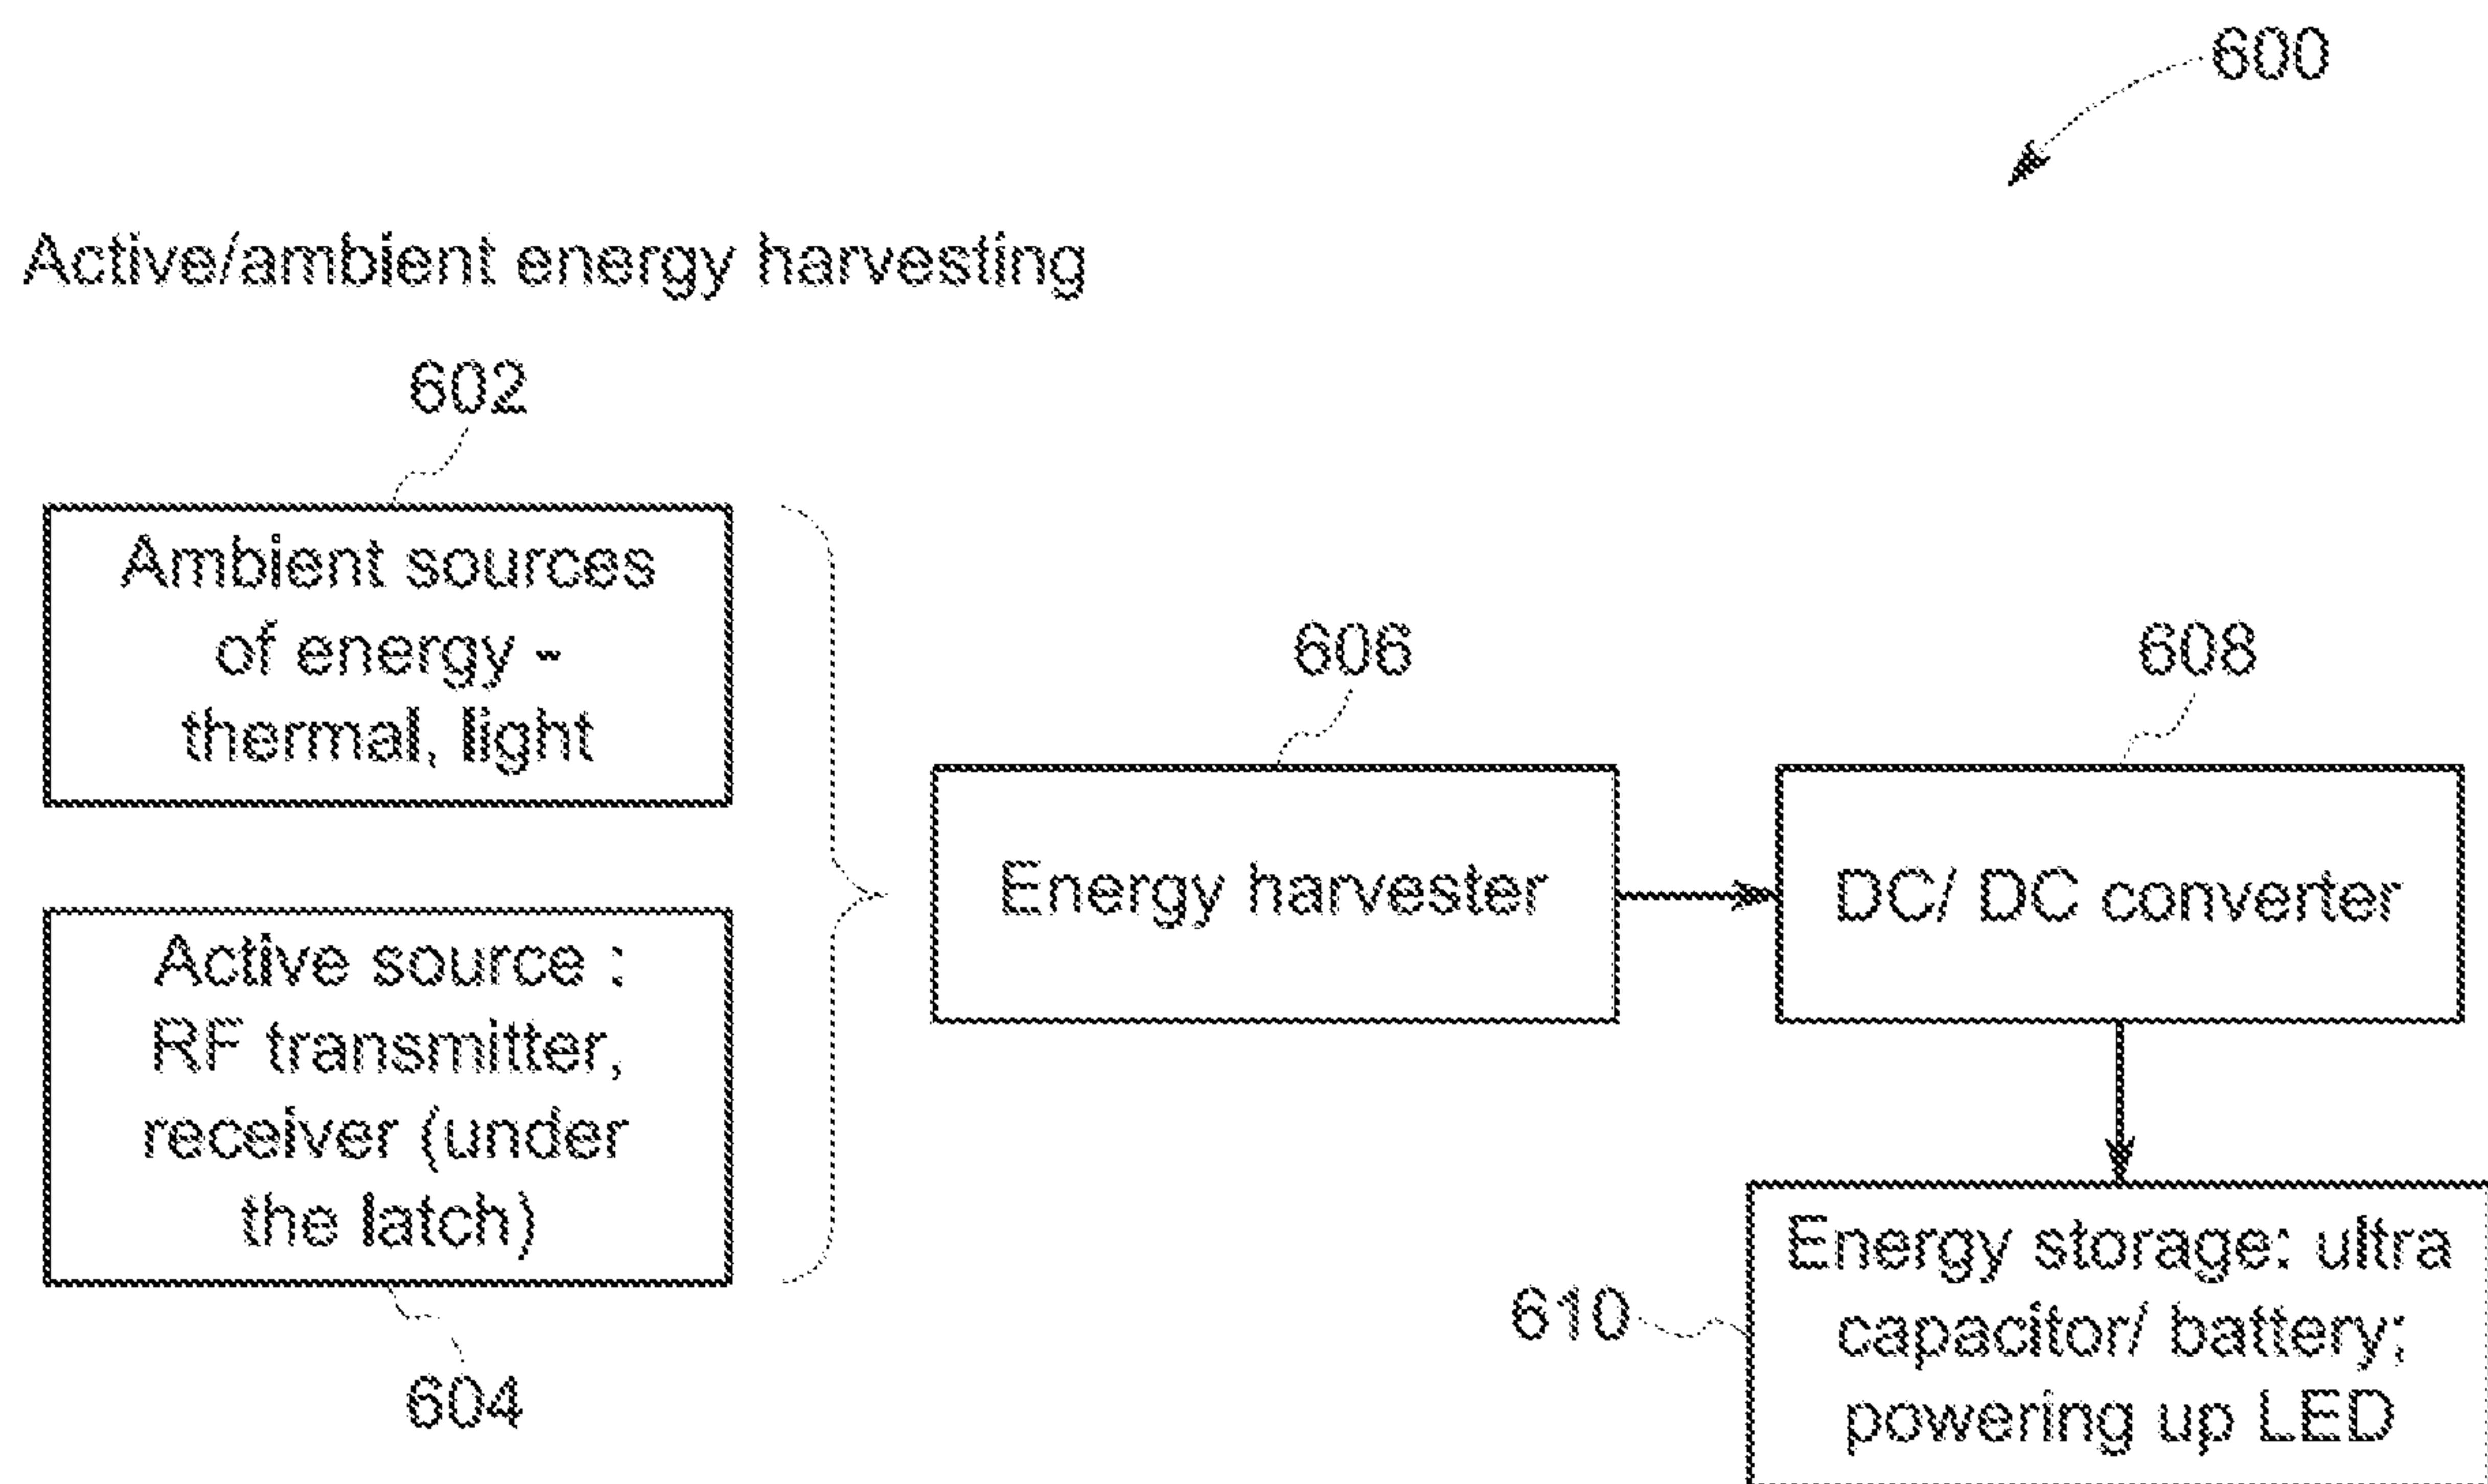 600
Active/ambient energy harvesting
602
Ambient sources
of energy -
thermal, light
606
608
Energy harvester
DC/ DC converter
Active source :
RF transmitter,
receiver (under
the latch)
604
610
Energy storage: ultra
capacitor/ battery;
powering up LED